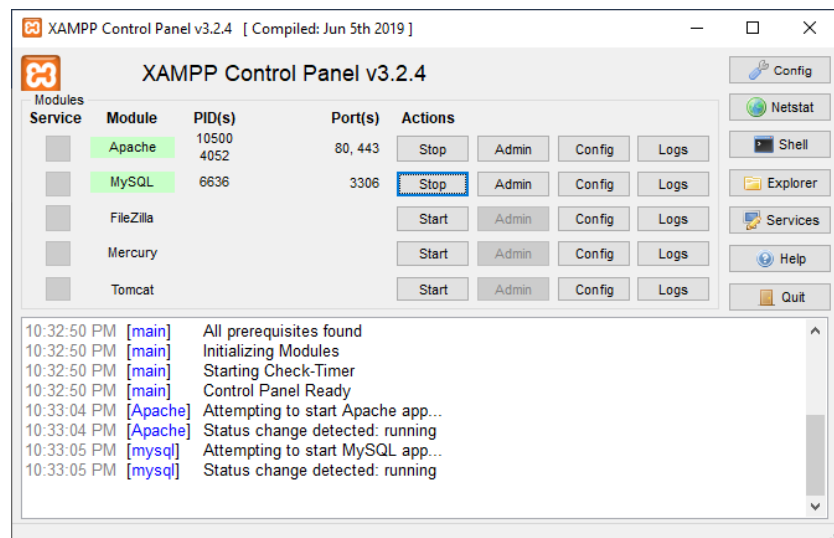 XAMPP Control Panel v3.2.4 [ Compiled: Jun 5th 2019 ]
XAMPP Control Panel v3.2.4
Config
Modules
Service Module PID(s) Port(s) Actions
Netstat
Apache 10500 4052 80, 443 Stop Admin Config Logs
Shell
MySQL 6636 3306 Stop Admin Config Logs
Explorer
FileZilla Start Admin Config Logs
Services
Mercury Start Admin Config Logs
Help
Tomcat Start Admin Config Logs
Quit
10:32:50 PM [main] All prerequisites found
10:32:50 PM [main] Initializing Modules
10:32:50 PM [main] Starting Check-Timer
10:32:50 PM [main] Control Panel Ready
10:33:04 PM [Apache] Attempting to start Apache app...
10:33:04 PM [Apache] Status change detected: running
10:33:05 PM [mysql] Attempting to start MySQL app...
10:33:05 PM [mysql] Status change detected: running